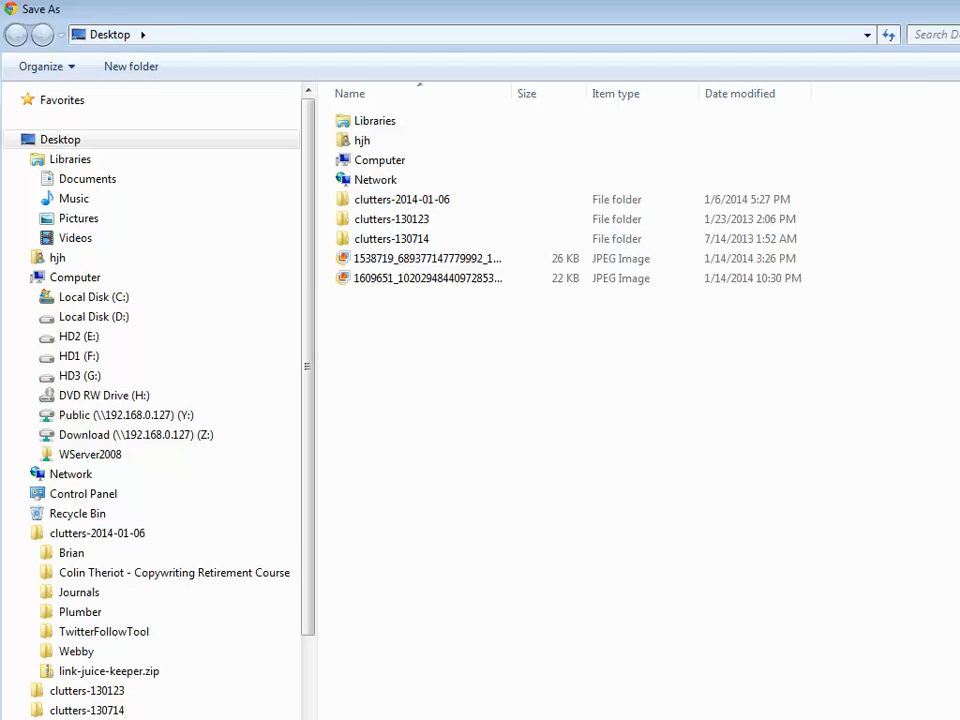 Save As
Desktop
Search D
Organize
New folder
Favorites
Desktop
Libraries
Documents
Music
Pictures
Videos
hjh
Computer
Local Disk (C:)
Local Disk (D:)
HD2 (E:)
HD1 (F:)
HD3 (G:)
DVD RW Drive (H:)
Public (\\192.168.0.127) (Y:)
Download (\\192.168.0.127) (Z:)
WServer2008
Network
Control Panel
Recycle Bin
clutters-2014-01-06
Brian
Colin Theriot - Copywriting Retirement Course
Journals
Plumber
TwitterFollowTool
Webby
link-juice-keeper.zip
clutters-130123
clutters-130714
Name Size Item type Date modified
Libraries
hjh
Computer
Network
clutters-2014-01-06 File folder 1/6/2014 5:27 PM
clutters-130123 File folder 1/23/2013 2:06 PM
clutters-130714 File folder 7/14/2013 1:52 AM
1538719_689377147779992_1... 26 KB JPEG Image 1/14/2014 3:26 PM
1609651_10202948440972853... 22 KB JPEG Image 1/14/2014 10:30 PM